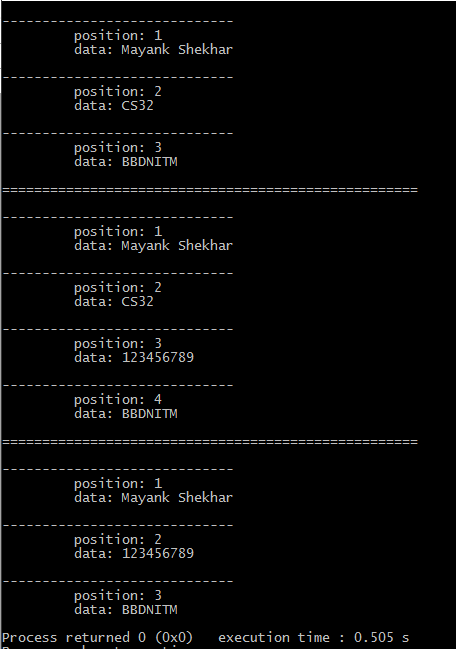 -----------------------------
position: 1
data: Mayank Shekhar
-----------------------------
position: 2
data: CS32
-----------------------------
position: 3
data: BBDNITM
====================================================
-----------------------------
position: 1
data: Mayank Shekhar
-----------------------------
position: 2
data: CS32
-----------------------------
position: 3
data: 123456789
-----------------------------
position: 4
data: BBDNITM
====================================================
-----------------------------
position: 1
data: Mayank Shekhar
-----------------------------
position: 2
data: 123456789
-----------------------------
position: 3
data: BBDNITM
Process returned 0 (0x0)   execution time : 0.505 s